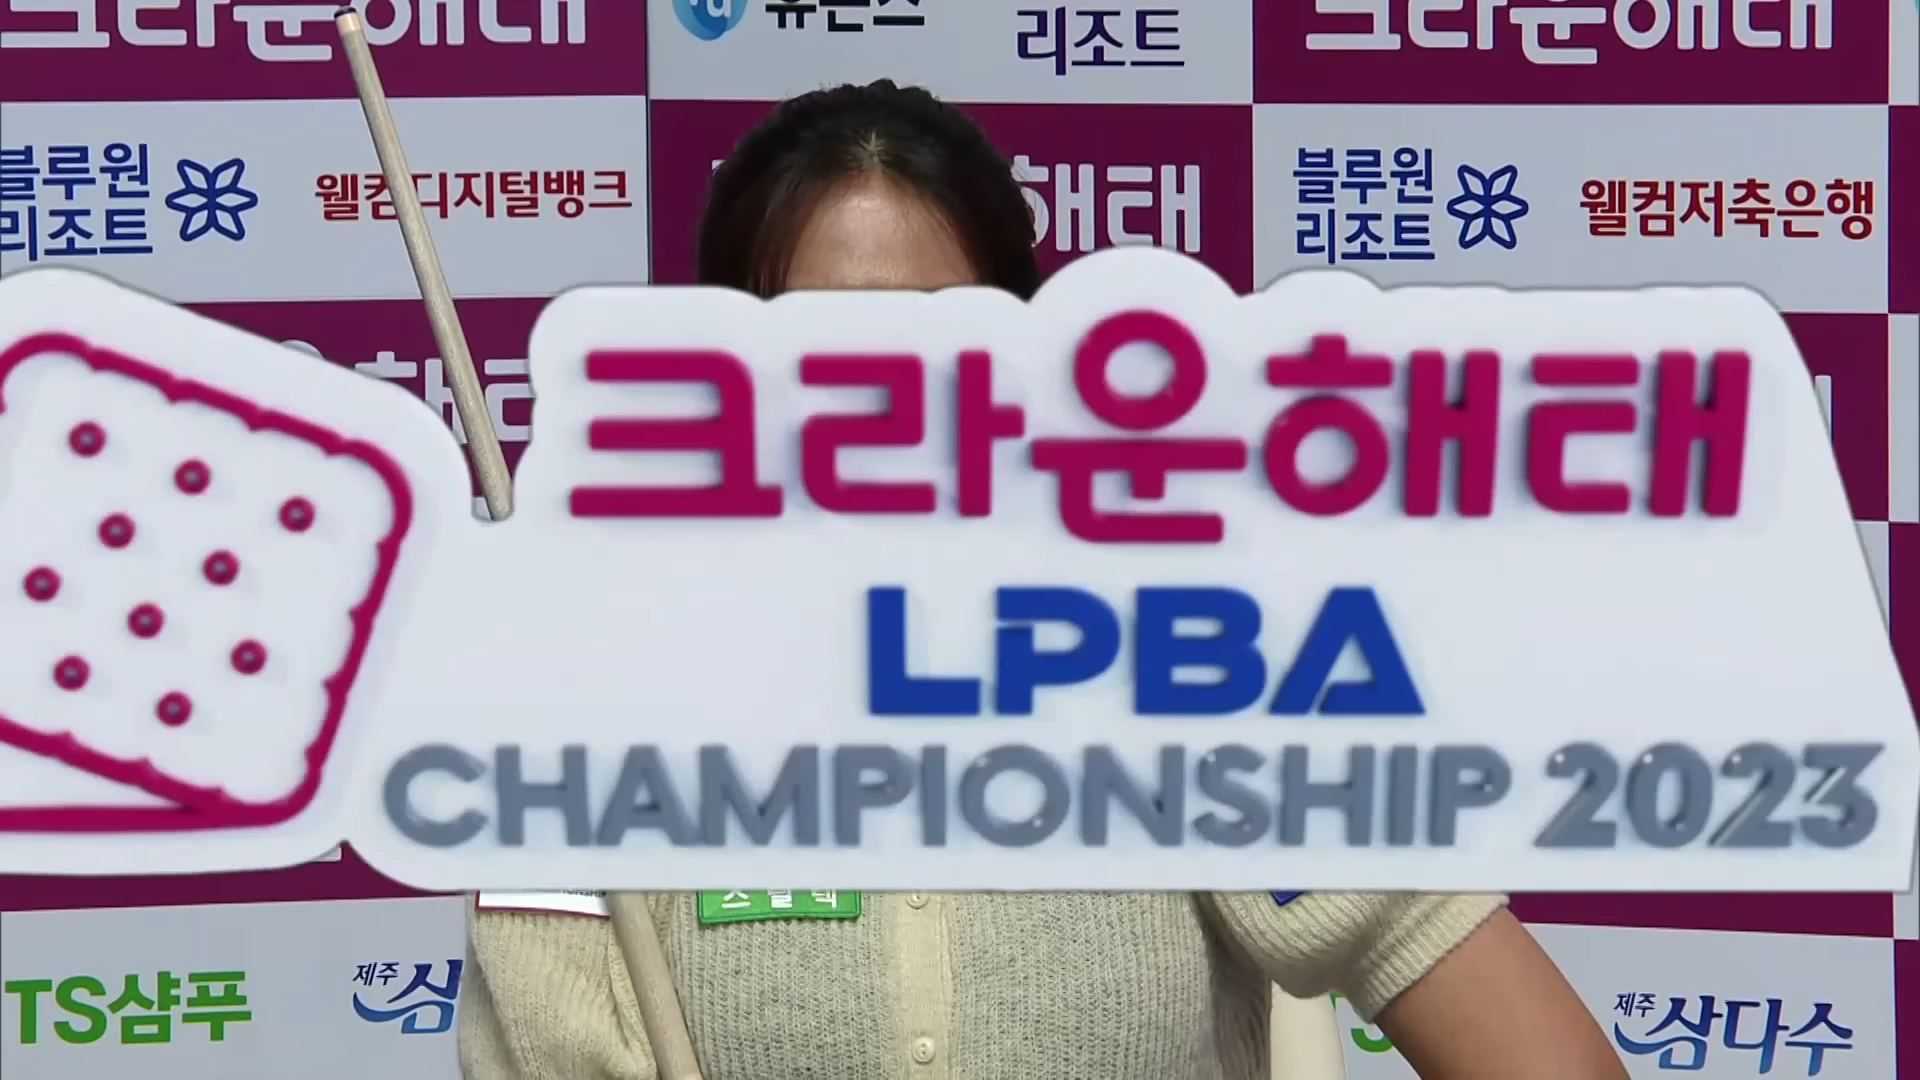 크라운해태
유느스
리조트
크라운해태
블루원
리조트
웰컴디지털뱅크
해태
블루원
리조트
웰컴저축은행
크라운해태
LPBA
CHAMPIONSHIP 2023
TS샴푸
제주
삼
제주
삼다수